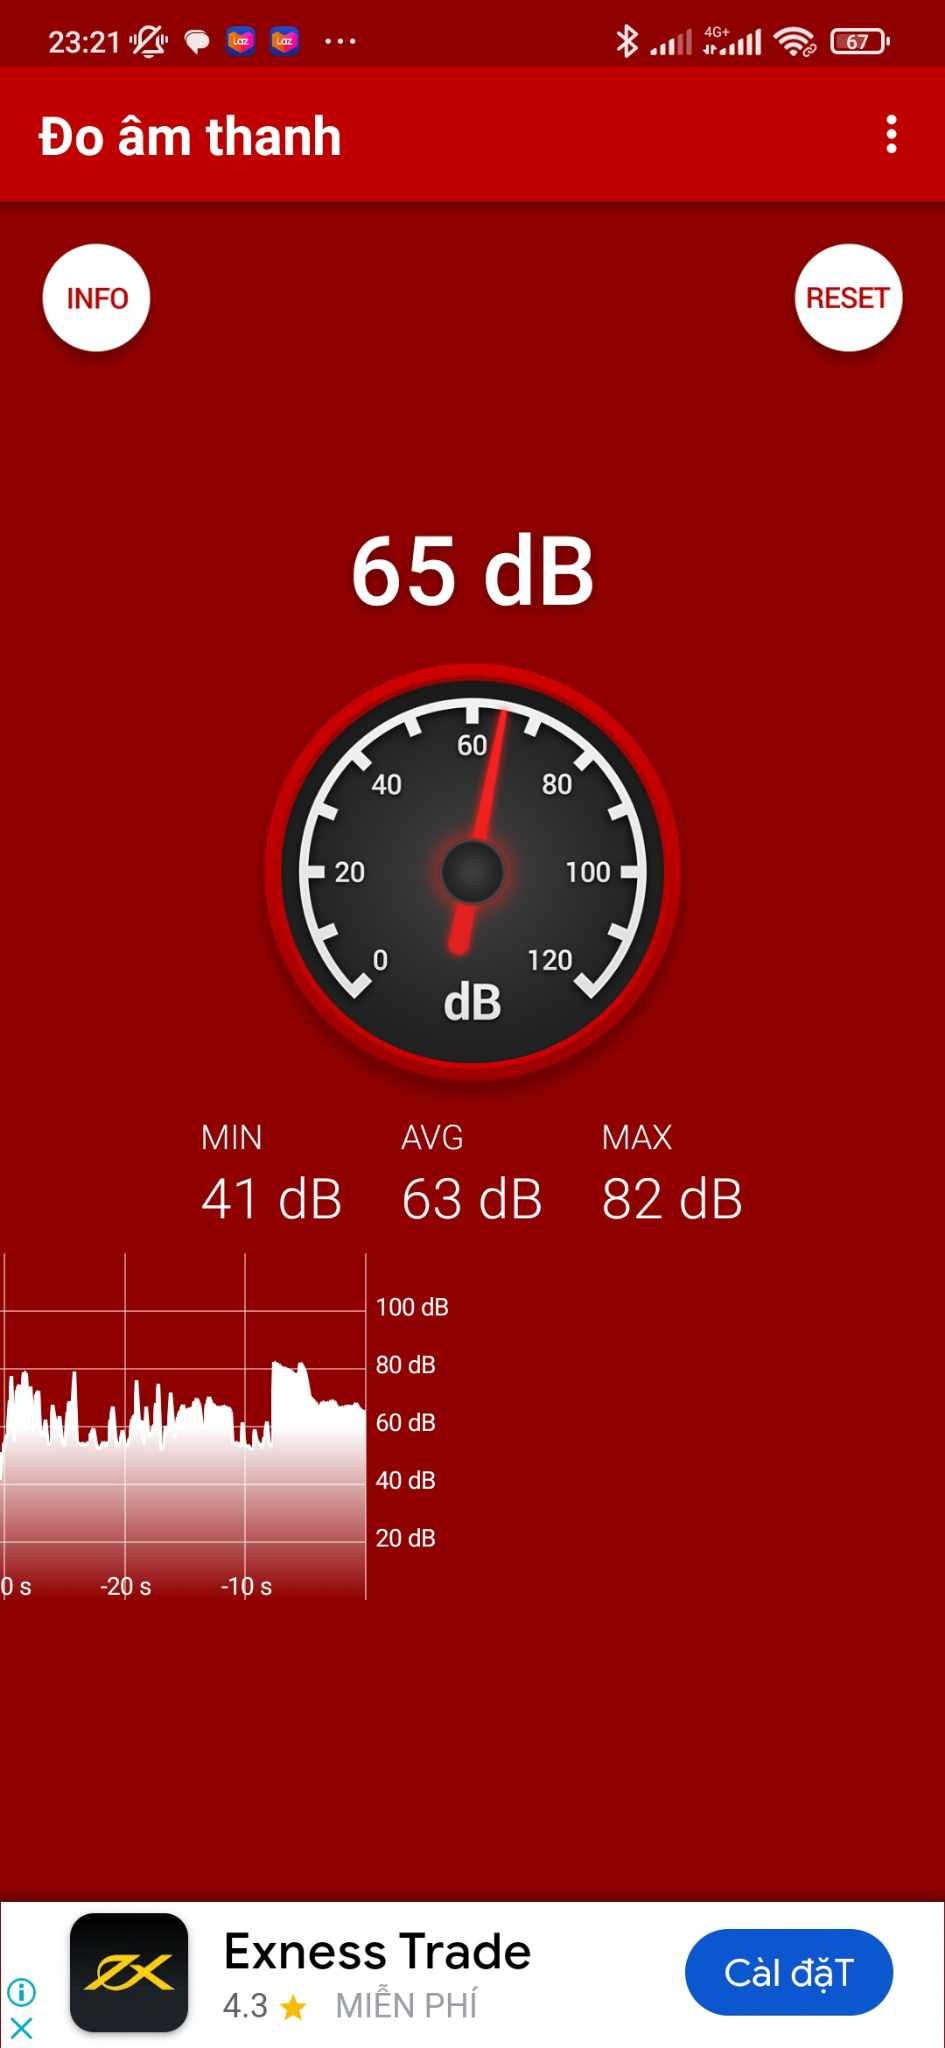 23:21
4G+
67
Đo âm thanh
INFO
RESET
65 dB
60
40
80
20
100
0
120
dB
MIN
AVG
MAX
41 dB
63 dB
82 dB
100 dB
80 dB
60 dB
40 dB
20 dB
0 s
-20 s
-10 s
Exness Trade
4.3
MIỄN PHÍ
Cài đặT